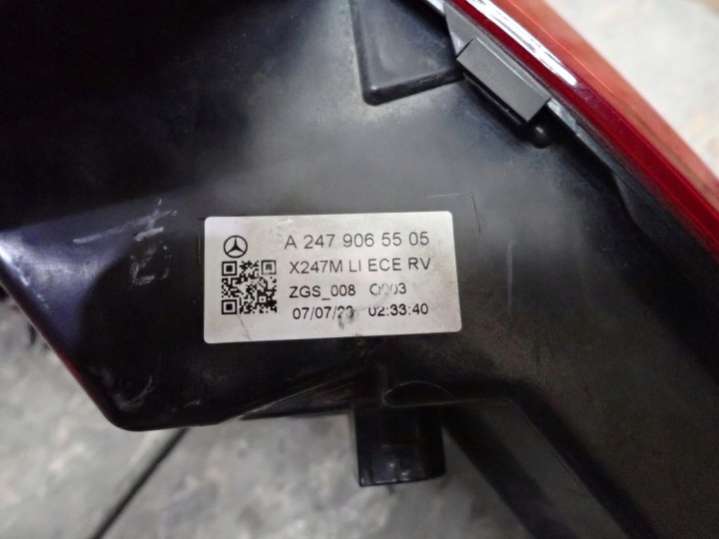 A 247 906 55 05
X247M LI ECE RV
ZGS_008
02:33:40